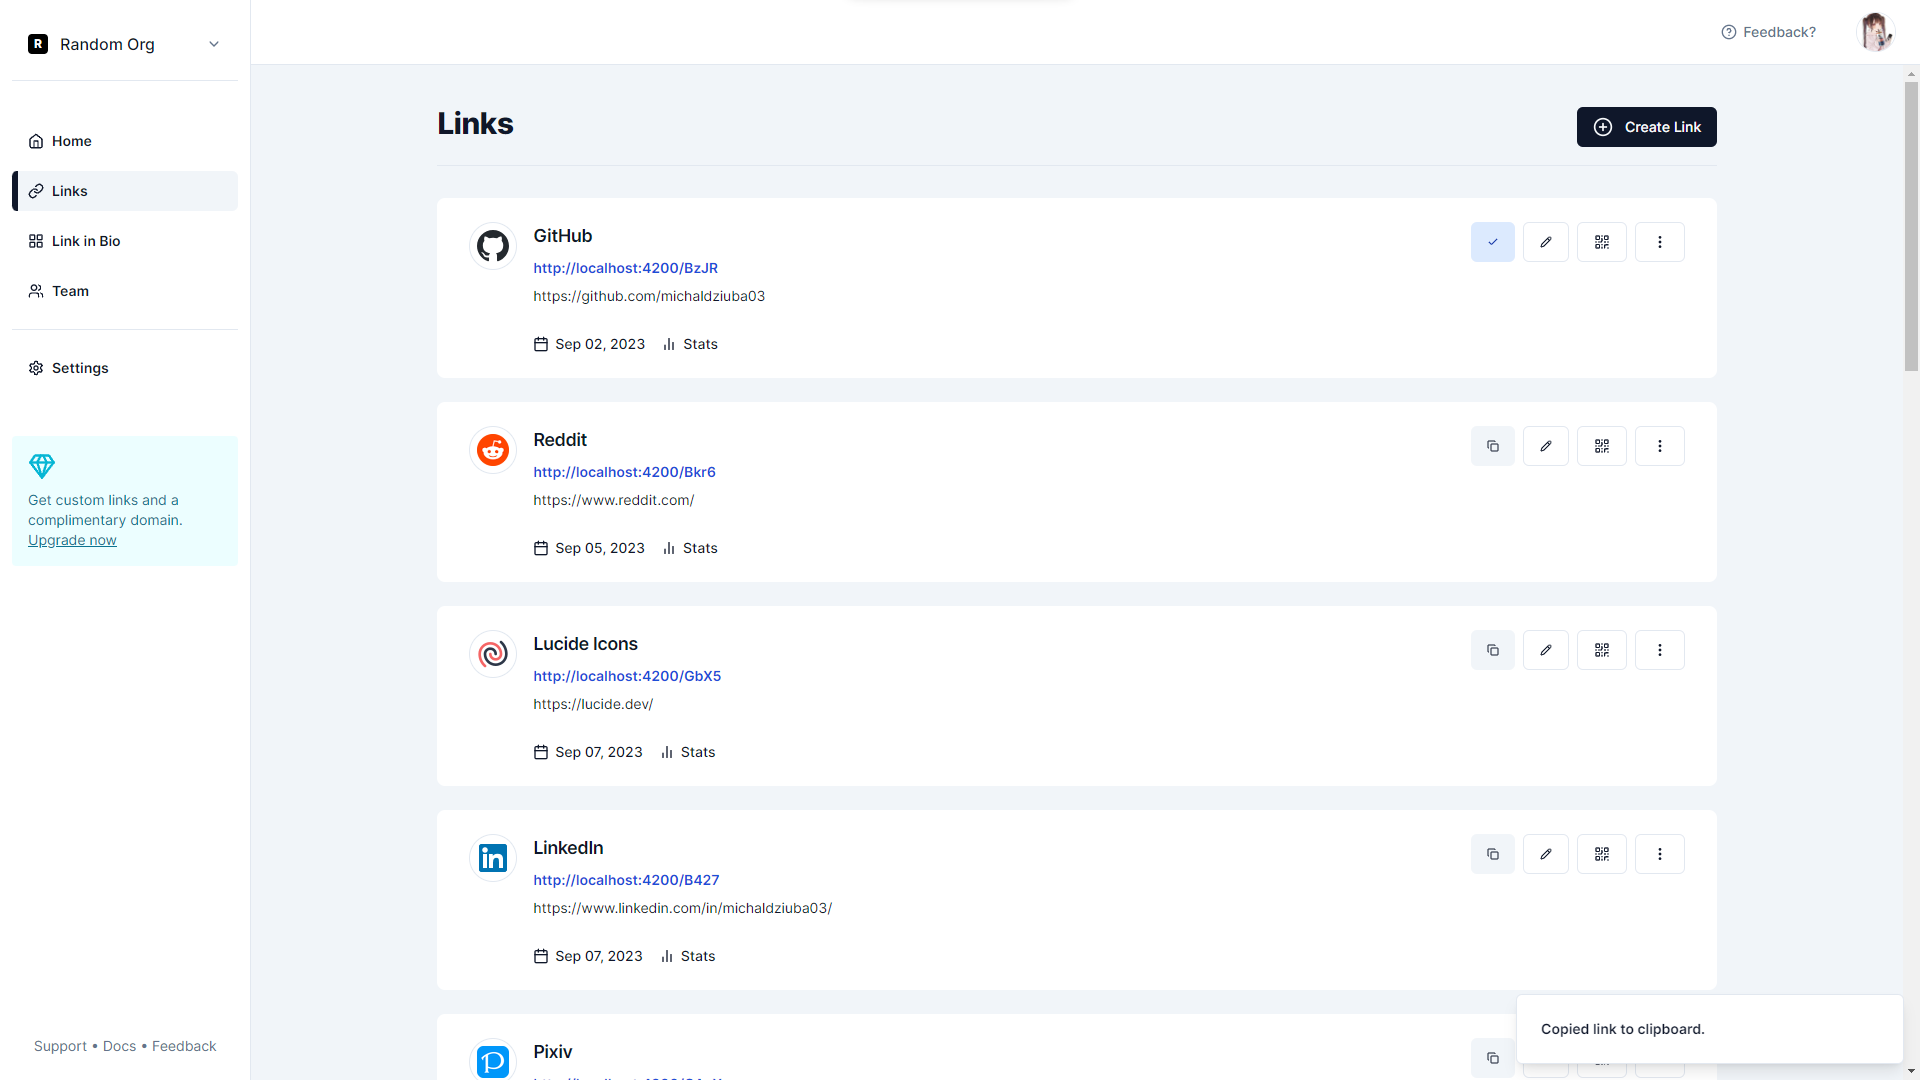 R Random Org
Home
Links
Link in Bio
Team
Settings
Get custom links and a
complimentary domain.
Upgrade now
Support • Docs • Feedback
Feedback?
Links
Create Link
GitHub
http://localhost:4200/BzJR
https://github.com/michaldziuba03
Sep 02, 2023 Stats
Reddit
http://localhost:4200/Bkr6
https://www.reddit.com/
Sep 05, 2023 Stats
Lucide Icons
http://localhost:4200/GbX5
https://lucide.dev/
Sep 07, 2023 Stats
LinkedIn
http://localhost:4200/B427
https://www.linkedin.com/in/michaldziuba03/
Sep 07, 2023 Stats
Pixiv
Copied link to clipboard.